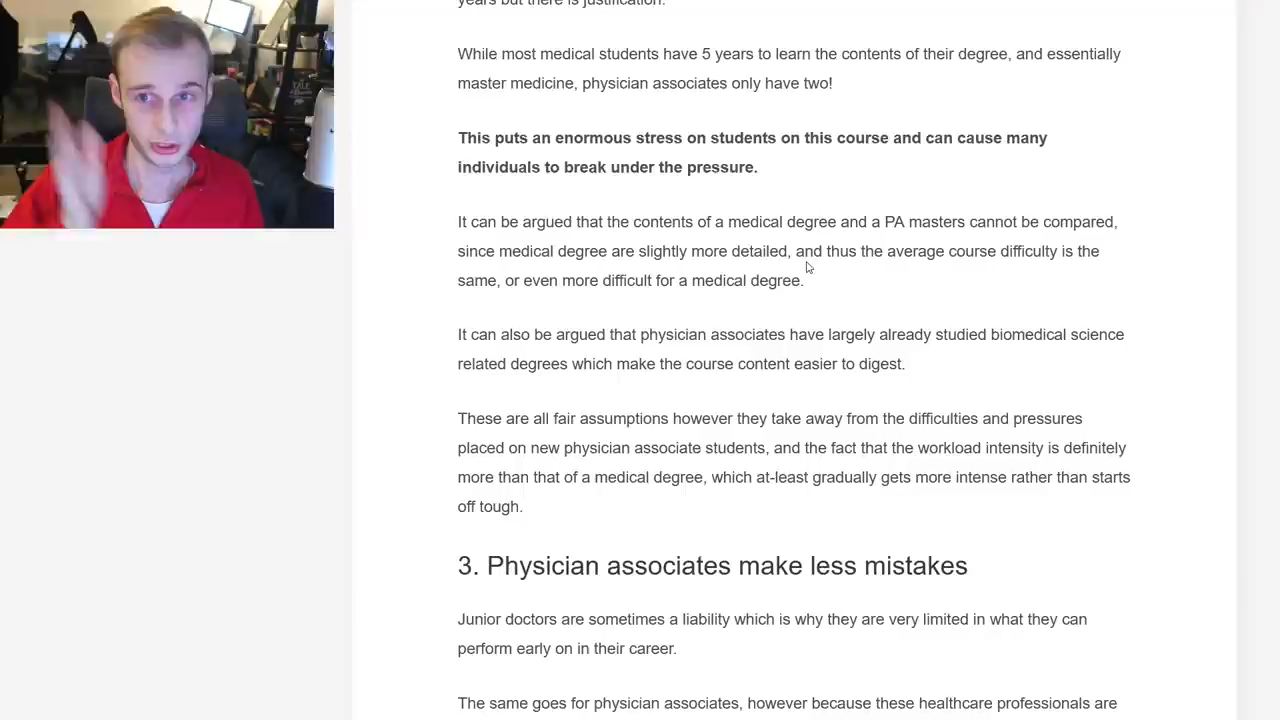 years but there is justification.
While most medical students have 5 years to learn the contents of their degree, and essentially
master medicine, physician associates only have two!
This puts an enormous stress on students on this course and can cause many
individuals to break under the pressure.
It can be argued that the contents of a medical degree and a PA masters cannot be compared,
since medical degree are slightly more detailed, and thus the average course difficulty is the
same, or even more difficult for a medical degree.
It can also be argued that physician associates have largely already studied biomedical science
related degrees which make the course content easier to digest.
These are all fair assumptions however they take away from the difficulties and pressures
placed on new physician associate students, and the fact that the workload intensity is definitely
more than that of a medical degree, which at-least gradually gets more intense rather than starts
off tough.
3. Physician associates make less mistakes
Junior doctors are sometimes a liability which is why they are very limited in what they can
perform early on in their career.
The same goes for physician associates, however because these healthcare professionals are